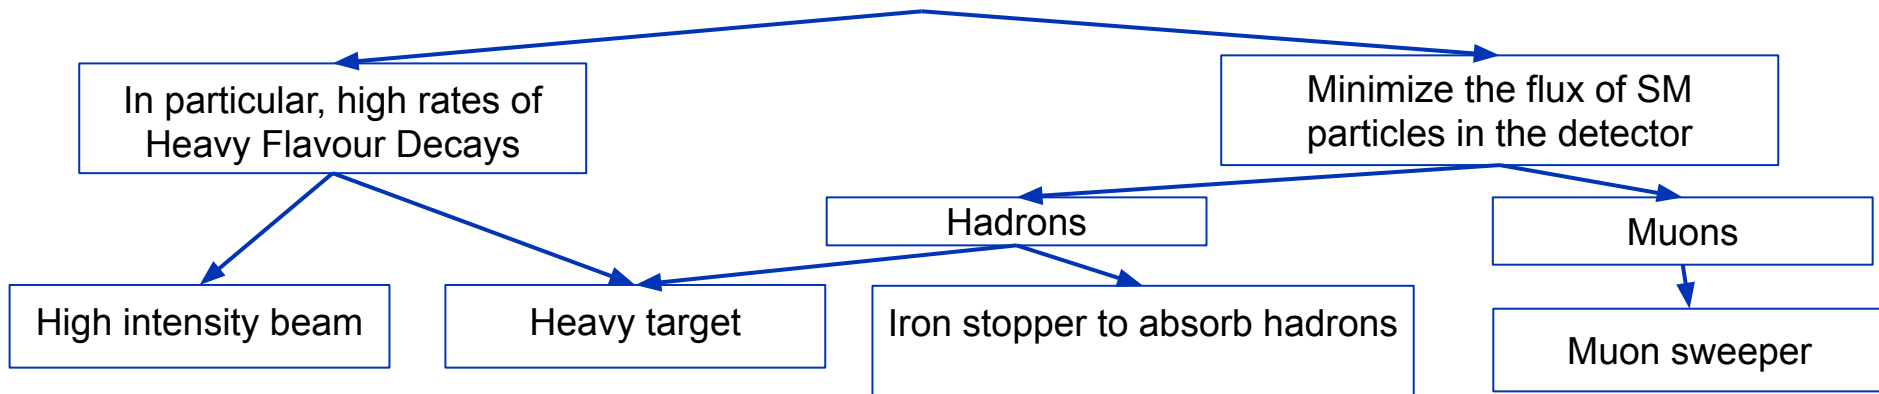 In particular, high rates of
Heavy Flavour Decays
Minimize the flux of SM
particles in the detector
Hadrons
Muons
High intensity beam
Heavy target
Iron stopper to absorb hadrons
Muon sweeper